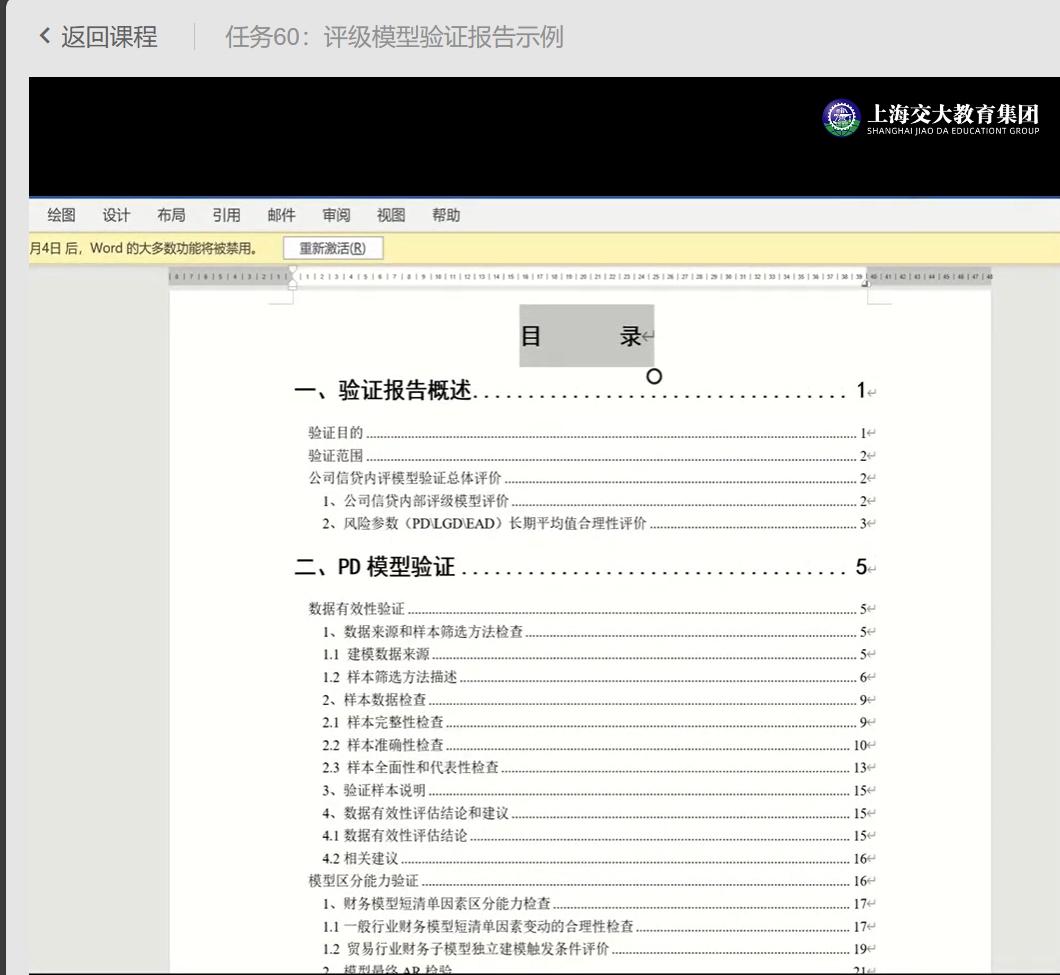 返回课程 任务60：评级模型验证报告示例
上海交大教育集团
SHANGHAI JIAO DA EDUCATIONT GROUP
绘图 设计 布局 引用 邮件 审阅 视图 帮助
月4日 后，Word 的大多数功能将被禁用。 重新激活(R)
目 录
一、验证报告概述 1
验证目的 1
验证范围 2
公司信贷内评模型验证总体评价 2
1、公司信贷内部评级模型评价 2
2、风险参数（PD\LGD\EAD）长期平均值合理性评价 3
二、PD 模型验证 5
数据有效性验证 5
1、数据来源和样本筛选方法检查 5
1.1 建模数据来源 5
1.2 样本筛选方法描述 6
2、样本数据检查 9
2.1 样本完整性检查 9
2.2 样本准确性检查 10
2.3 样本全面性和代表性检查 13
3、验证样本说明 15
4、数据有效性评估结论和建议 15
4.1 数据有效性评估结论 15
4.2 相关建议 16
模型区分能力验证 16
1、财务模型短清单因素区分能力检查 17
1.1 一般行业财务模型短清单因素变动的合理性检查 17
1.2 贸易行业财务子模型独立建模触发条件评价 19
2、模型最终 AR 检验 21